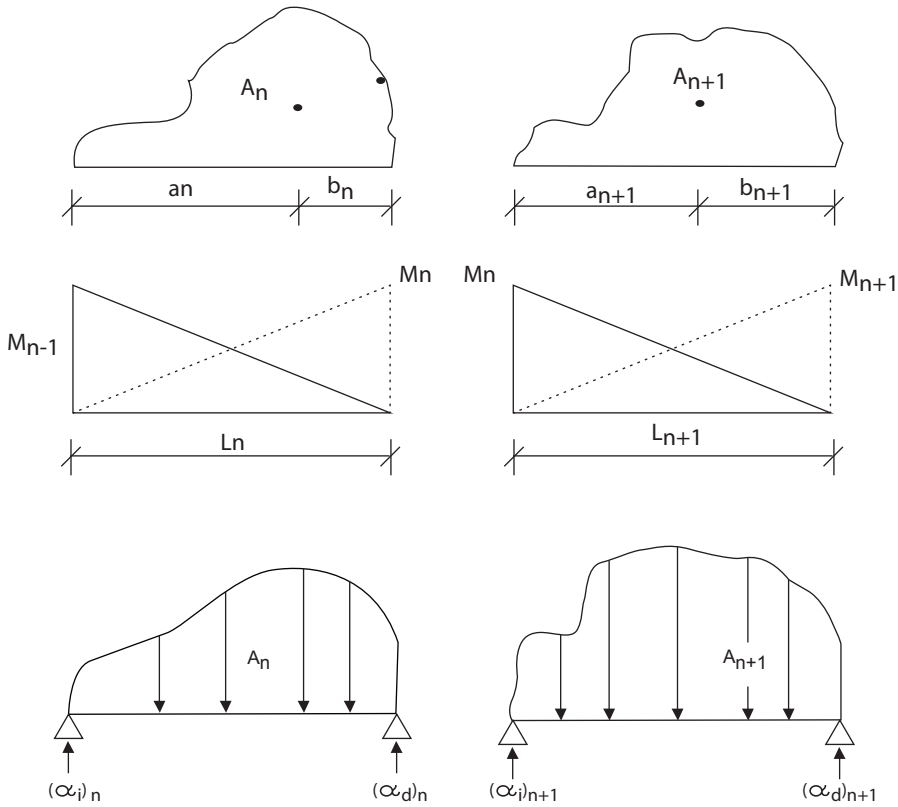 An An+1
an bn an+1 bn+1
Mn Mn Mn+1
Mn-1
Ln Ln+1
An An+1
(αi)n (αd)n (αi)n+1 (αd)n+1